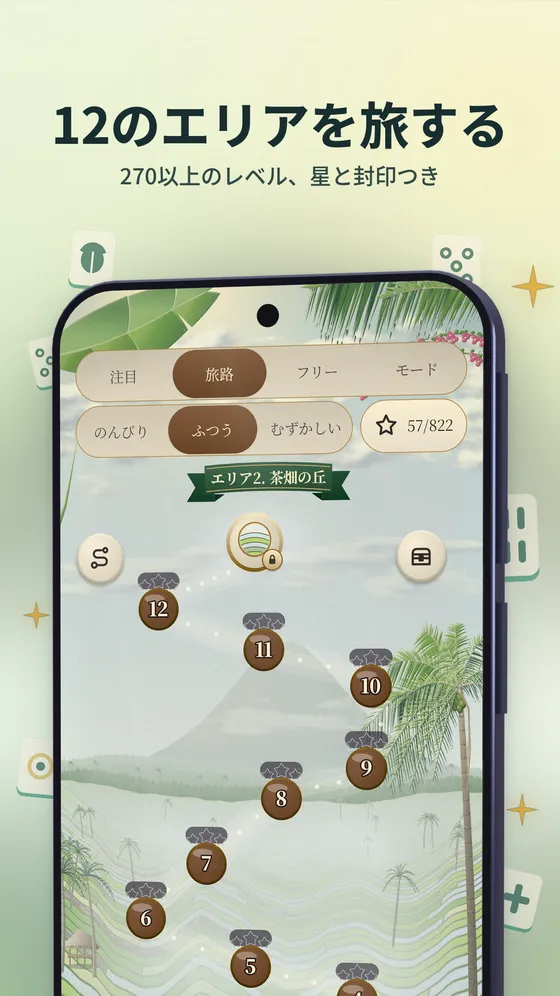 12のエリアを旅する
270以上のレベル、星と封印つき
注目 旅路 フリー モード
のんびり ふつう むずかしい 57/822
エリア2. 茶畑の丘
12
11
10
9
8
7
6
5
4